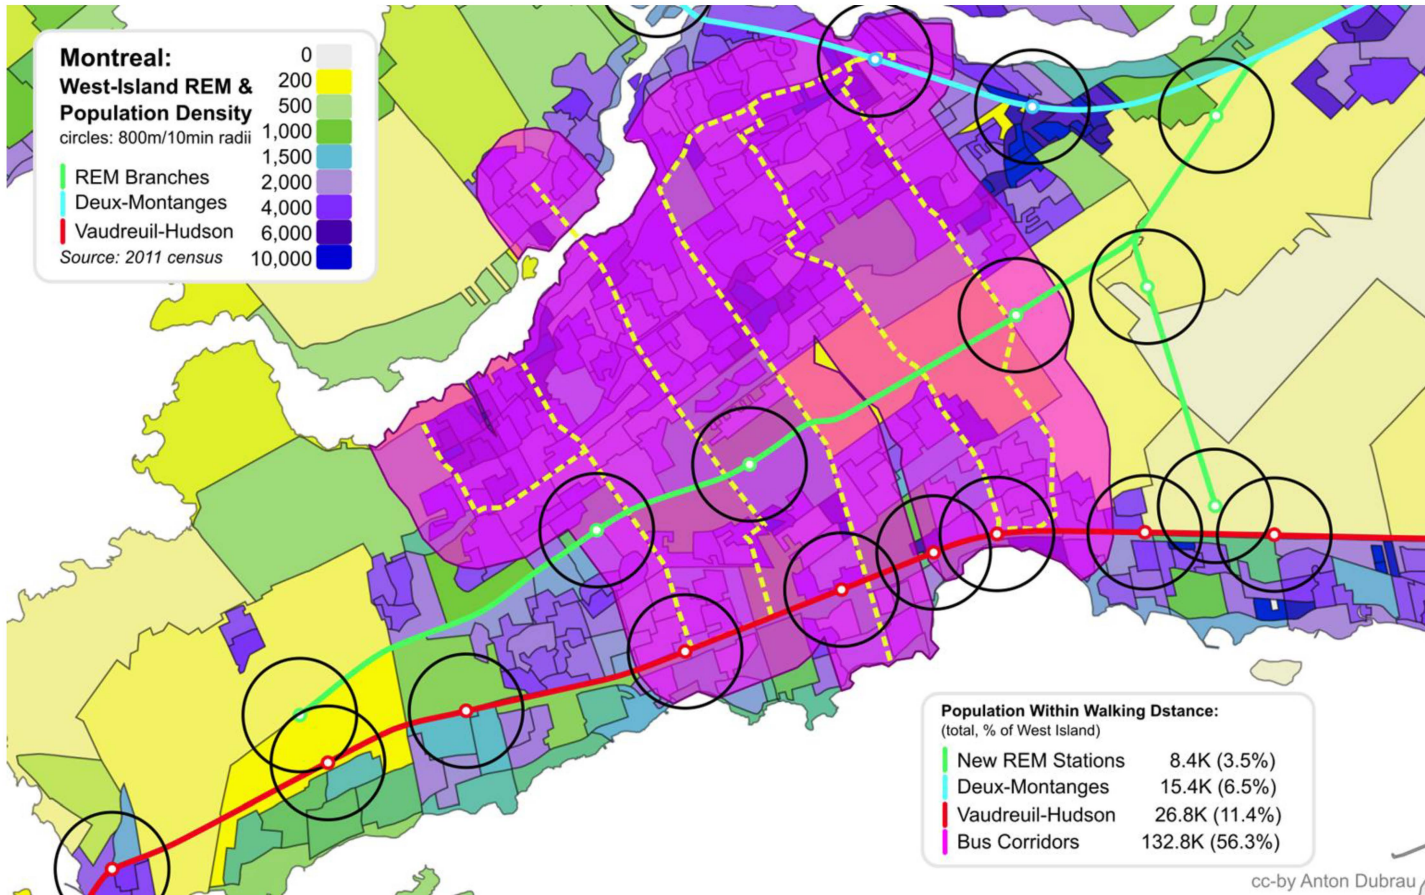 Montreal:
West-Island REM &
Population Density
circles: 800m/10min radii
REM Branches
Deux-Montanges
Vaudreuil-Hudson
Source: 2011 census
0
200
500
1,000
1,500
2,000
4,000
6,000
10,000
Population Within Walking Dstance:
(total, % of West Island)
New REM Stations 8.4K (3.5%)
Deux-Montanges 15.4K (6.5%)
Vaudreuil-Hudson 26.8K (11.4%)
Bus Corridors 132.8K (56.3%)
cc-by Anton Dubrau